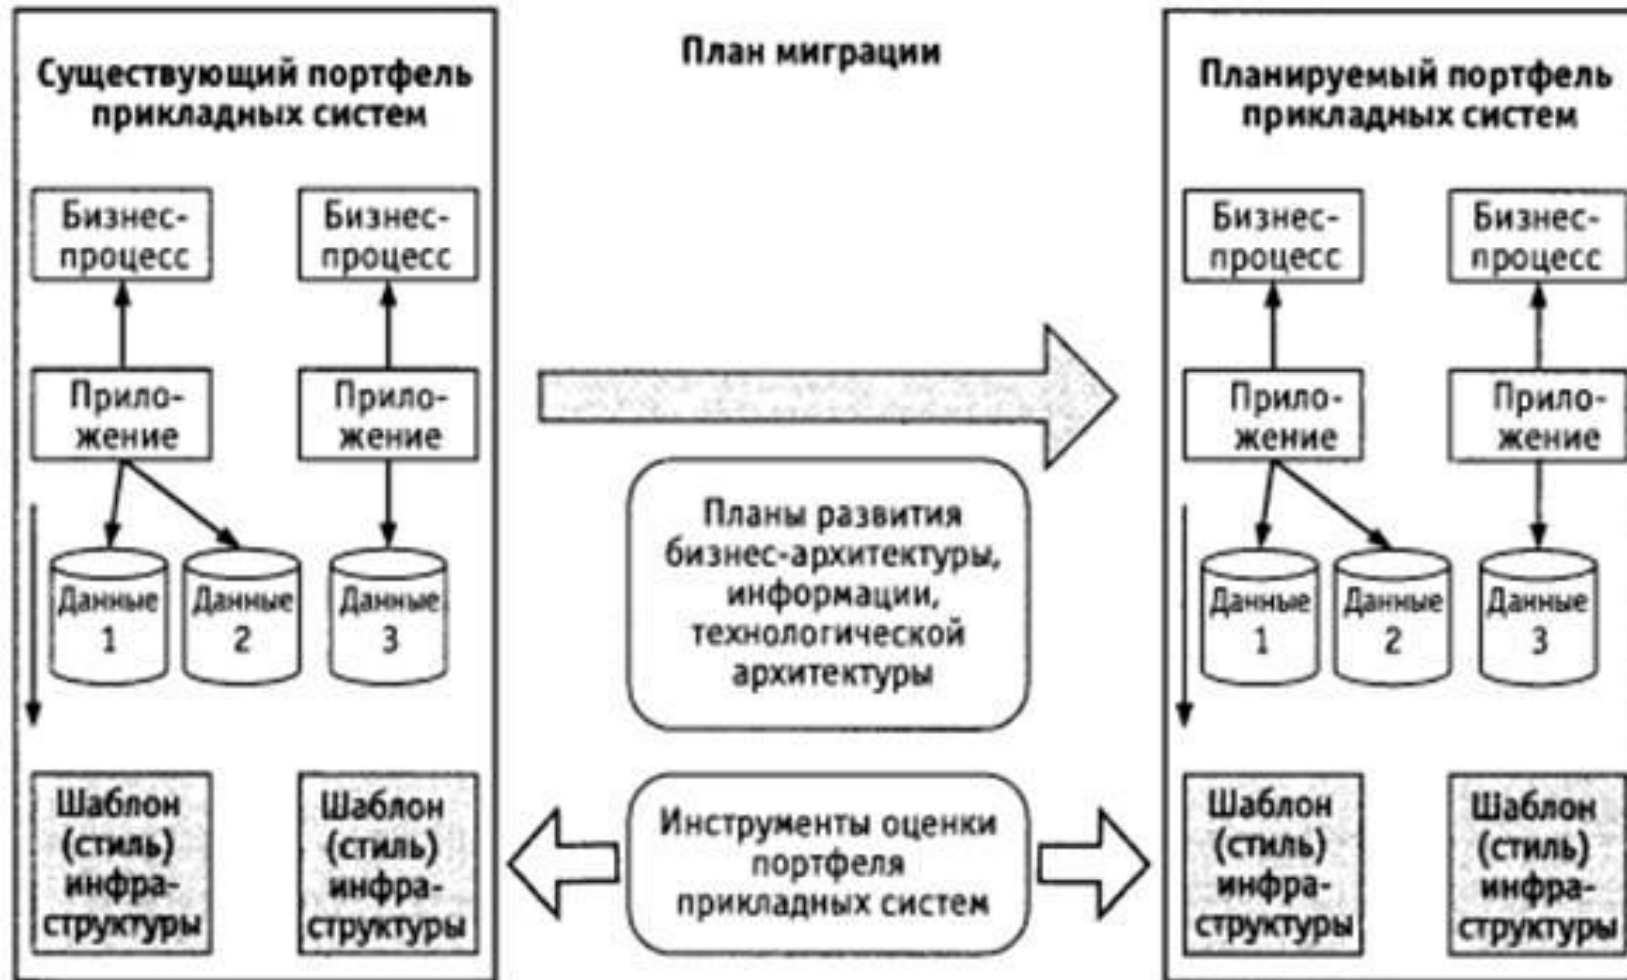 Существующий портфель
прикладных систем
Бизнес-
процесс
Бизнес-
процесс
Прило-
жение
Прило-
жение
Данные
1
Данные
2
Данные
3
Шаблон
(стиль)
инфра-
структуры
Шаблон
(стиль)
инфра-
структуры
План миграции
Планы развития
бизнес-архитектуры,
информации,
технологической
архитектуры
Инструменты оценки
портфеля
прикладных систем
Планируемый портфель
прикладных систем
Бизнес-
процесс
Бизнес-
процесс
Прило-
жение
Прило-
жение
Данные
1
Данные
2
Данные
3
Шаблон
(стиль)
инфра-
структуры
Шаблон
(стиль)
инфра-
структуры